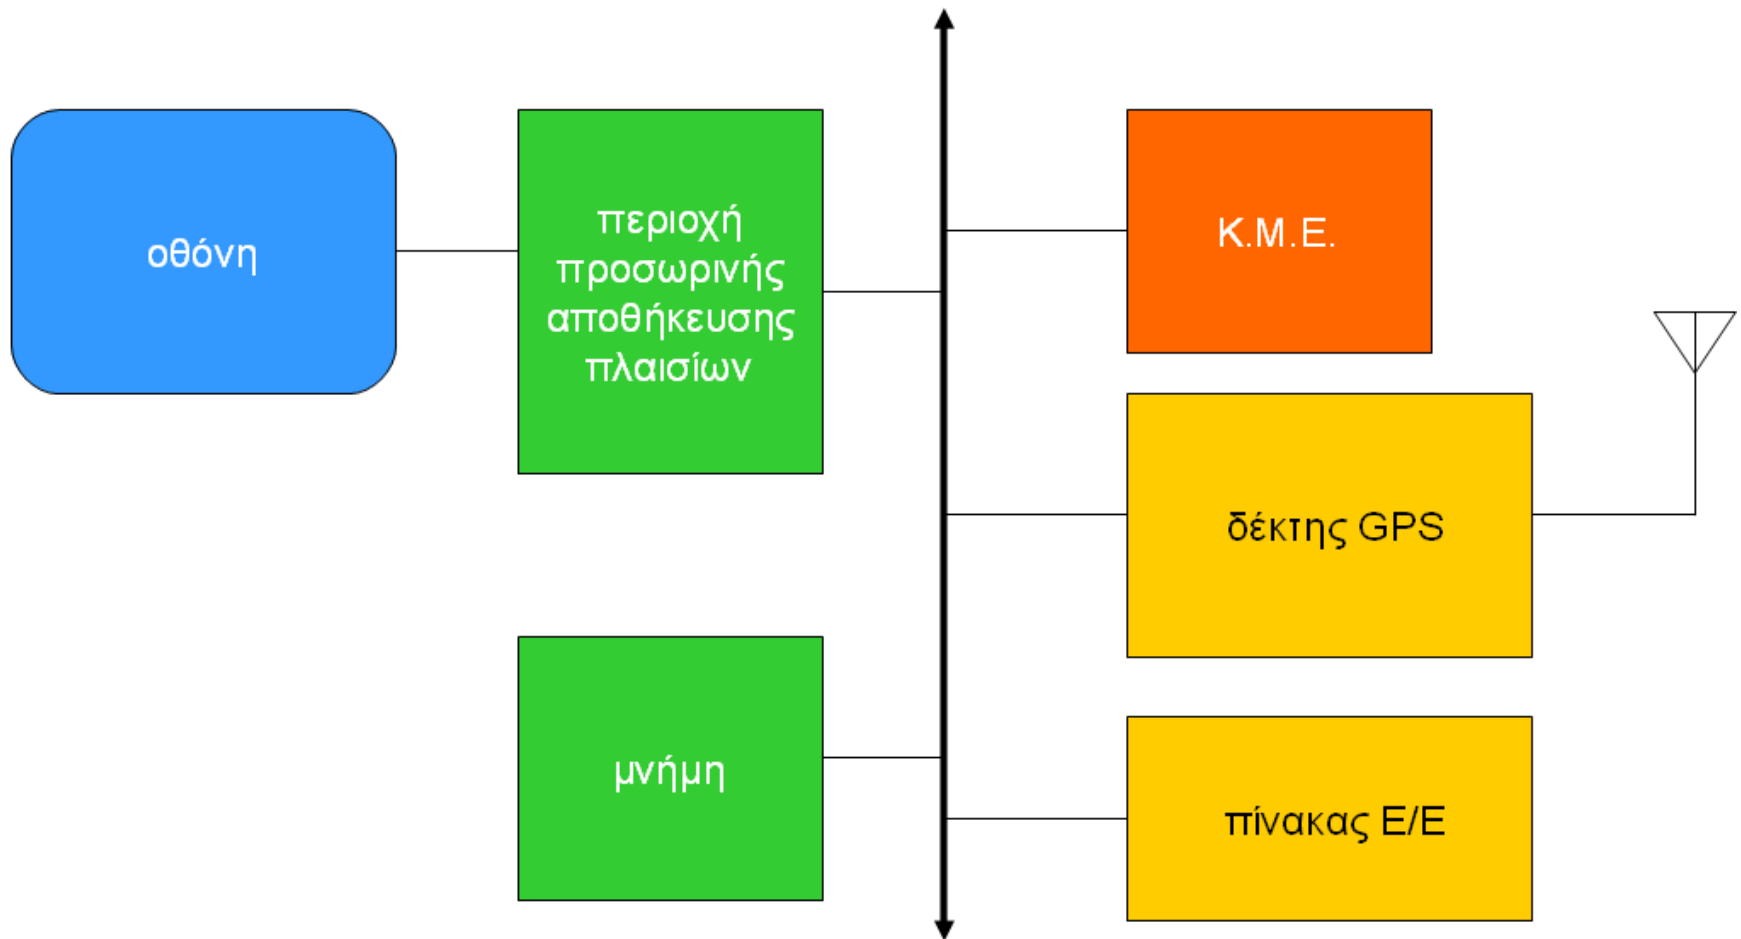 οθόνη
περιοχή
προσωρινής
αποθήκευσης
πλαισίων
Κ.Μ.Ε.
δέκτης GPS
μνήμη
πίνακας Ε/Ε